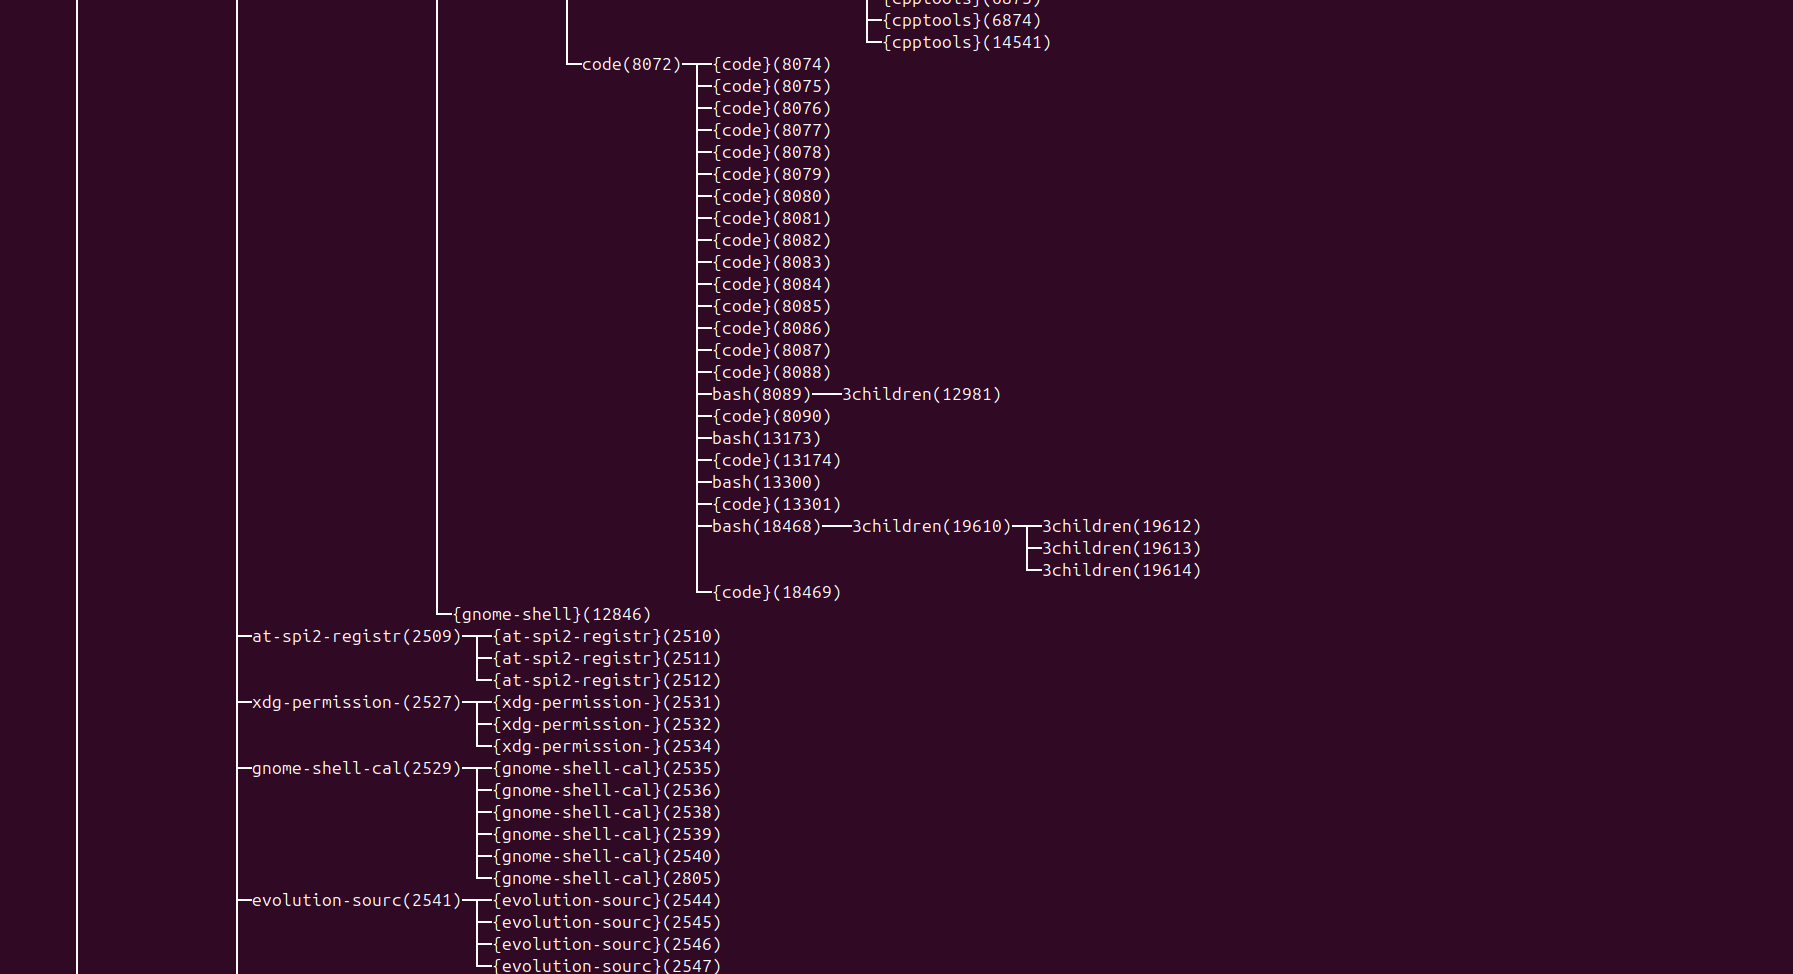 {cpptools}(6873)
├─{cpptools}(6874)
└─{cpptools}(14541)
└─code(8072)─┬─{code}(8074)
├─{code}(8075)
├─{code}(8076)
├─{code}(8077)
├─{code}(8078)
├─{code}(8079)
├─{code}(8080)
├─{code}(8081)
├─{code}(8082)
├─{code}(8083)
├─{code}(8084)
├─{code}(8085)
├─{code}(8086)
├─{code}(8087)
├─{code}(8088)
├─bash(8089)───3children(12981)
├─{code}(8090)
├─bash(13173)
├─{code}(13174)
├─bash(13300)
├─{code}(13301)
├─bash(18468)───3children(19610)─┬─3children(19612)
├─3children(19613)
└─3children(19614)
└─{code}(18469)
└─{gnome-shell}(12846)
├─at-spi2-registr(2509)─┬─{at-spi2-registr}(2510)
├─{at-spi2-registr}(2511)
└─{at-spi2-registr}(2512)
├─xdg-permission-(2527)─┬─{xdg-permission-}(2531)
├─{xdg-permission-}(2532)
└─{xdg-permission-}(2534)
├─gnome-shell-cal(2529)─┬─{gnome-shell-cal}(2535)
├─{gnome-shell-cal}(2536)
├─{gnome-shell-cal}(2538)
├─{gnome-shell-cal}(2539)
├─{gnome-shell-cal}(2540)
└─{gnome-shell-cal}(2805)
├─evolution-sourc(2541)─┬─{evolution-sourc}(2544)
├─{evolution-sourc}(2545)
├─{evolution-sourc}(2546)
└─{evolution-sourc}(2547)